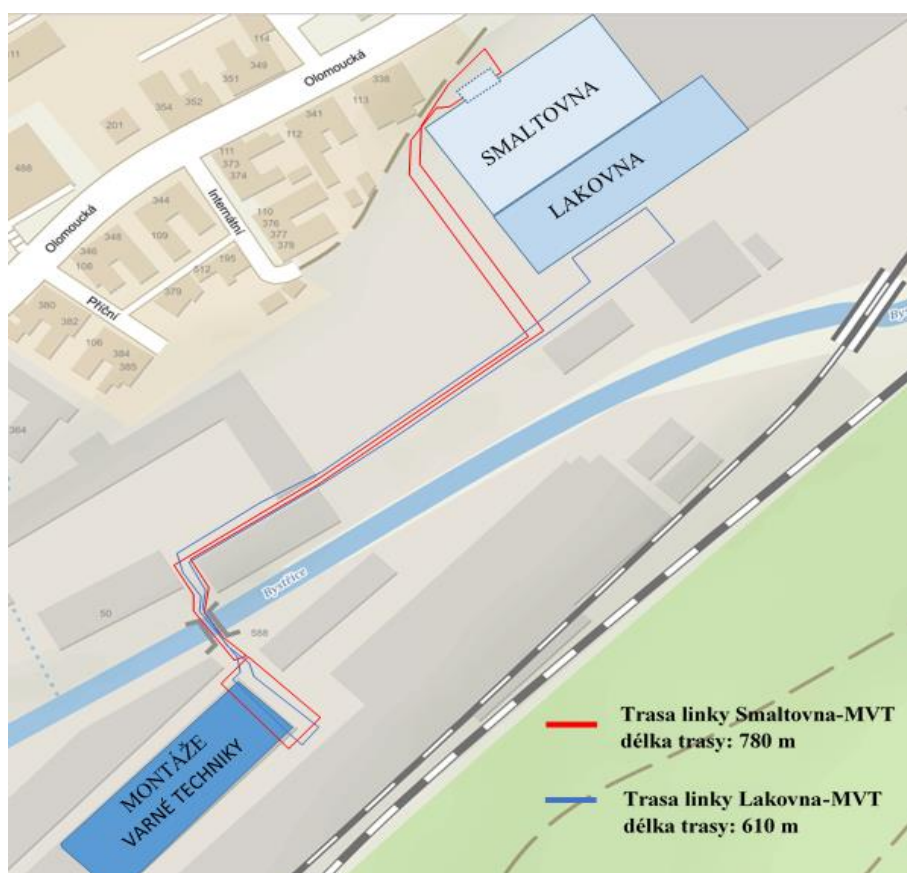 114
349
351
352
354
201
488
Olomoucká
338
113
341
112
111
373
374
Internátní
110
376
377
378
344
109
348
346
106
Olomoucká
195
512
379
Příční
380
382
106
384
385
364
SMALTOVNA
LAKOVNA
Bystřice
50
588
MONTÁŽE
VARNÉ TECHNIKY
Trasa linky Smaltovna-MVT
délka trasy: 780 m
Trasa linky Lakovna-MVT
délka trasy: 610 m